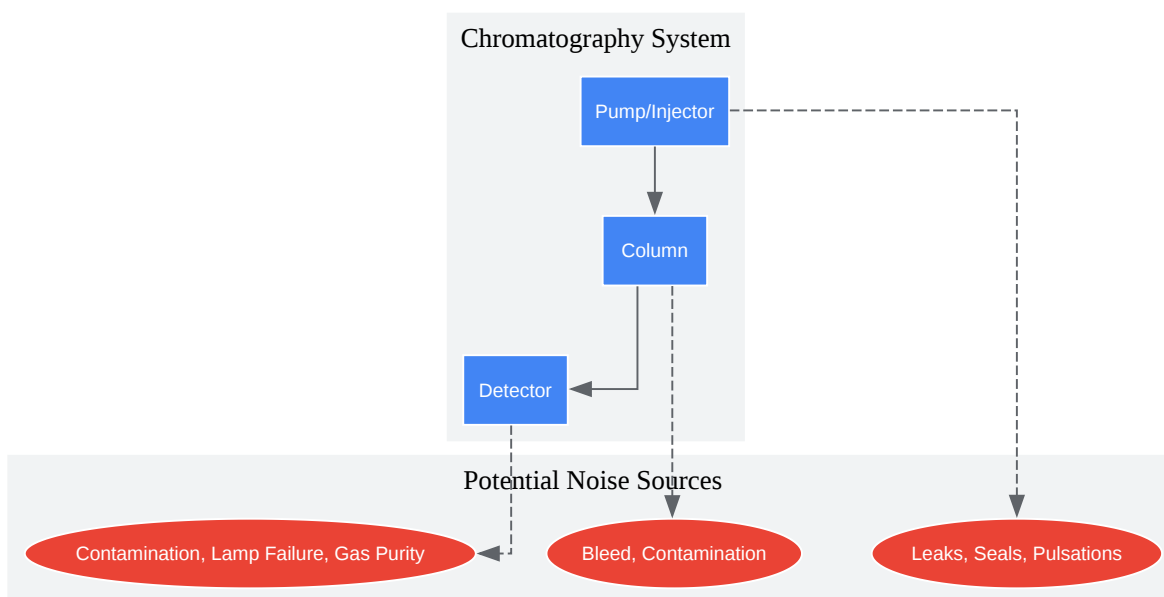 Chromatography System
Pump/Injector
Column
Detector
Potential Noise Sources
Contamination, Lamp Failure, Gas Purity
Bleed, Contamination
Leaks, Seals, Pulsations